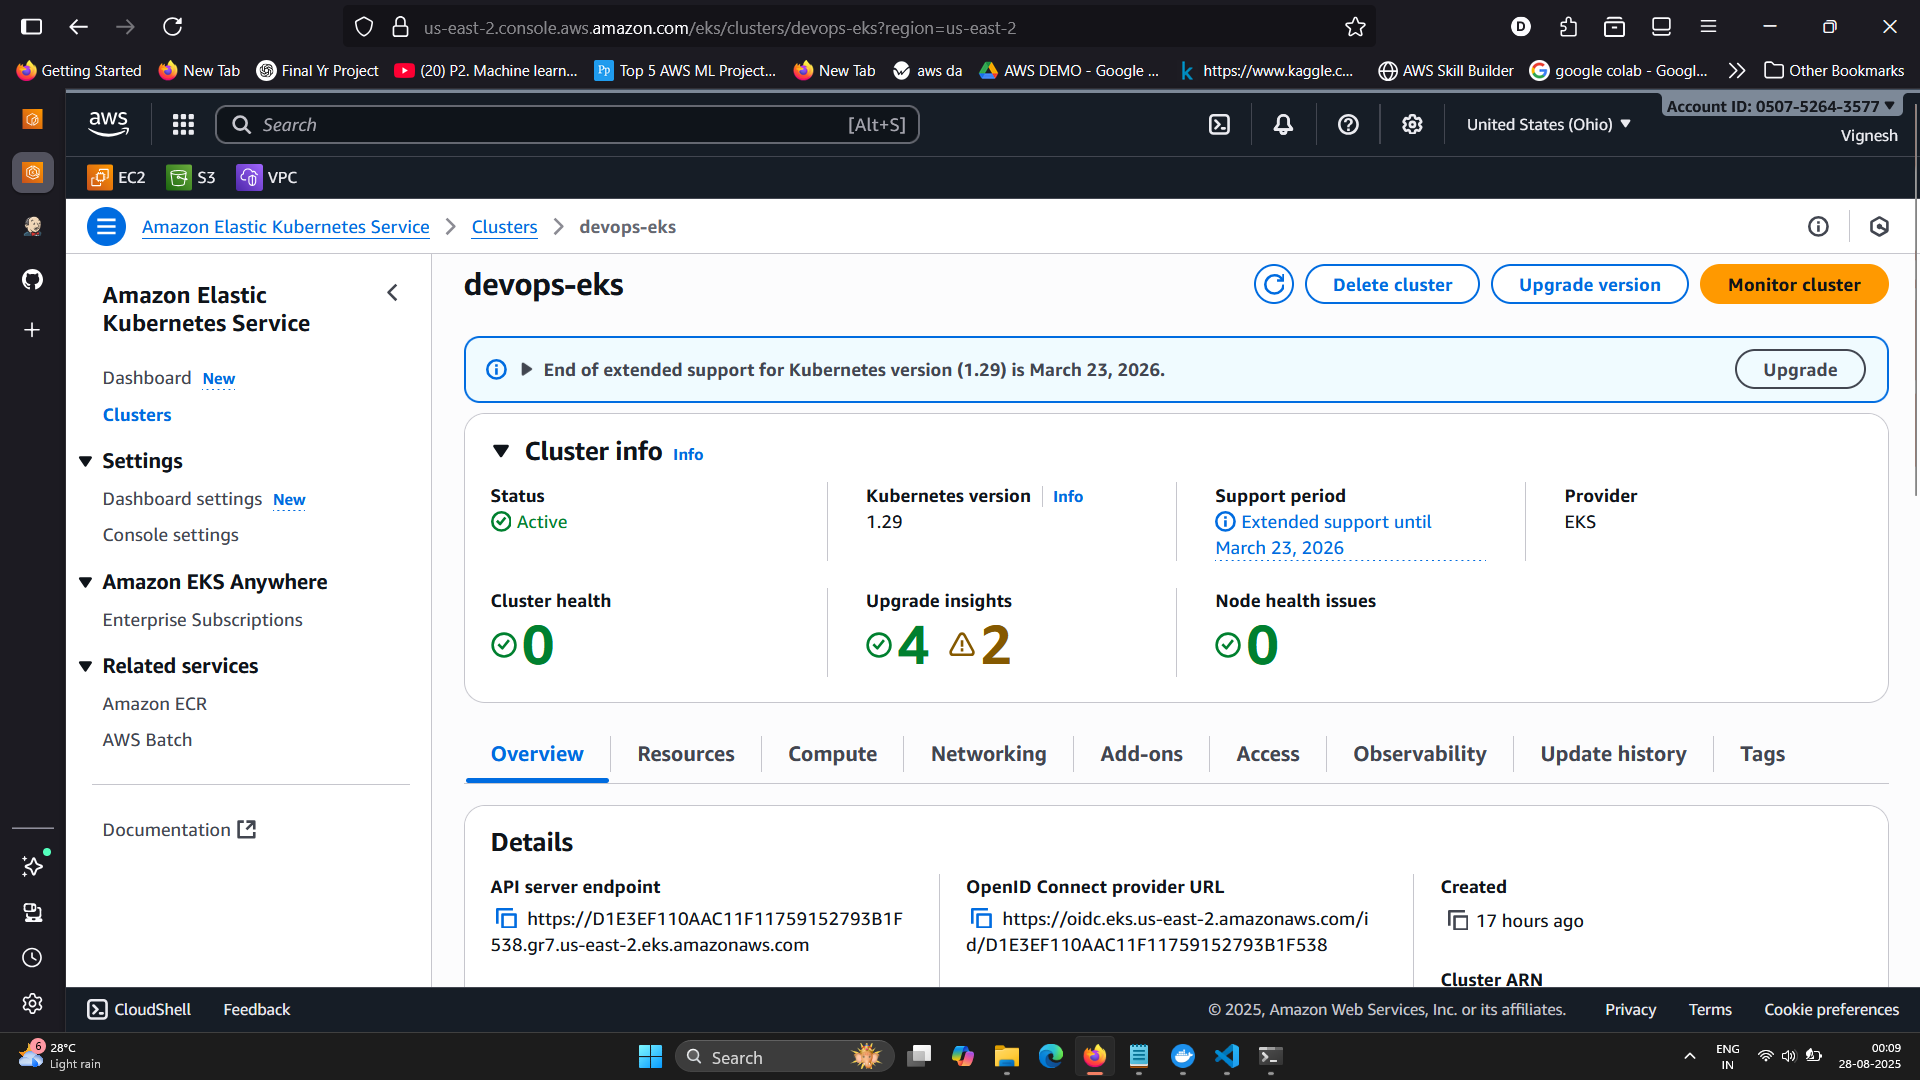 us-east-2.console.aws.amazon.com/eks/clusters/devops-eks?region=us-east-2
D
Getting Started
New Tab
Final Yr Project
(20) P2. Machine learn...
Pp Top 5 AWS ML Project...
New Tab
aws da
AWS DEMO - Google ...
https://www.kaggle.c...
AWS Skill Builder
google colab - Googl...
Other Bookmarks
aws
Search [Alt+S]
United States (Ohio)
Account ID: 0507-5264-3577
Vignesh
EC2 S3 VPC
Amazon Elastic Kubernetes Service > Clusters > devops-eks
Amazon Elastic
Kubernetes Service
Dashboard New
Clusters
Settings
Dashboard settings New
Console settings
Amazon EKS Anywhere
Enterprise Subscriptions
Related services
Amazon ECR
AWS Batch
Documentation
devops-eks
Delete cluster
Upgrade version
Monitor cluster
End of extended support for Kubernetes version (1.29) is March 23, 2026.
Upgrade
Cluster info Info
Status
Active
Kubernetes version Info
1.29
Support period
Extended support until
March 23, 2026
Provider
EKS
Cluster health
0
Upgrade insights
4 2
Node health issues
0
Overview Resources Compute Networking Add-ons Access Observability Update history Tags
Details
API server endpoint
https://D1E3EF110AAC11F11759152793B1F
538.gr7.us-east-2.eks.amazonaws.com
OpenID Connect provider URL
https://oidc.eks.us-east-2.amazonaws.com/i
d/D1E3EF110AAC11F11759152793B1F538
Created
17 hours ago
Cluster ARN
CloudShell Feedback
© 2025, Amazon Web Services, Inc. or its affiliates. Privacy Terms Cookie preferences
6
28°C
Light rain
Search
ENG
IN
00:09
28-08-2025